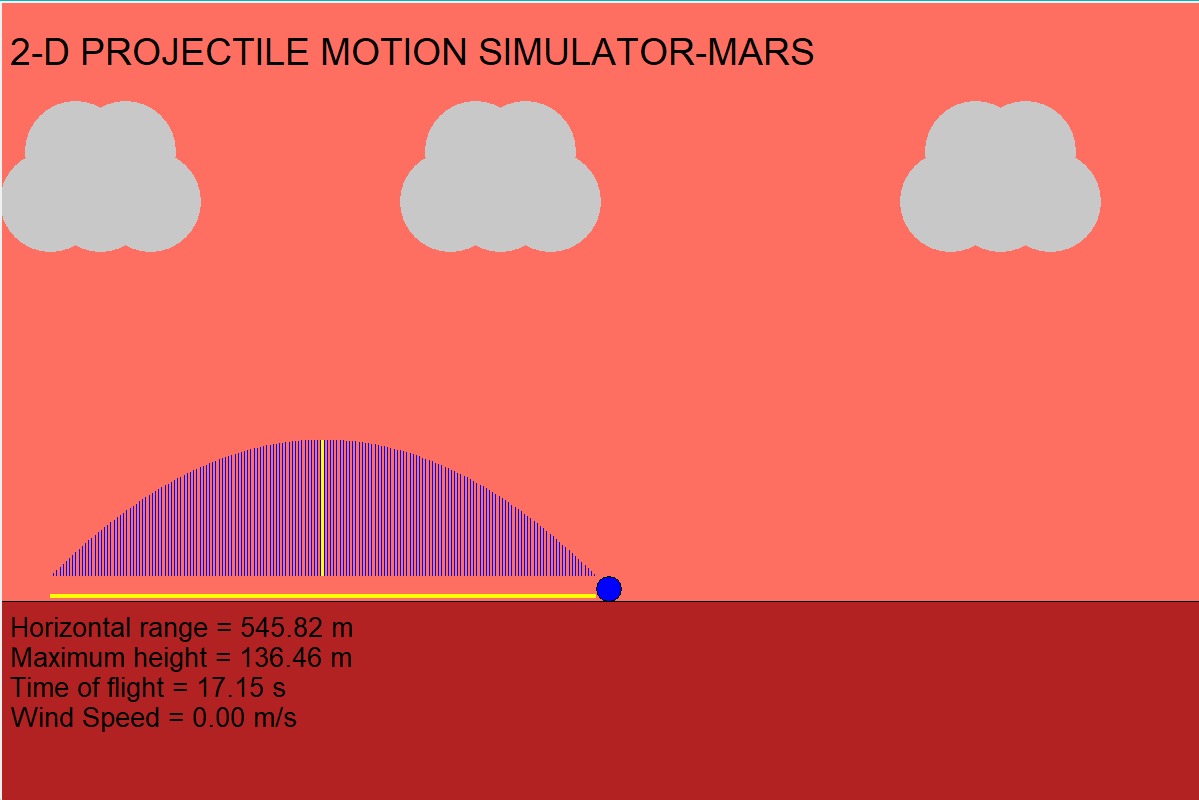 2-D PROJECTILE MOTION SIMULATOR-MARS
Horizontal range = 545.82 m
Maximum height = 136.46 m
Time of flight = 17.15 s
Wind Speed = 0.00 m/s